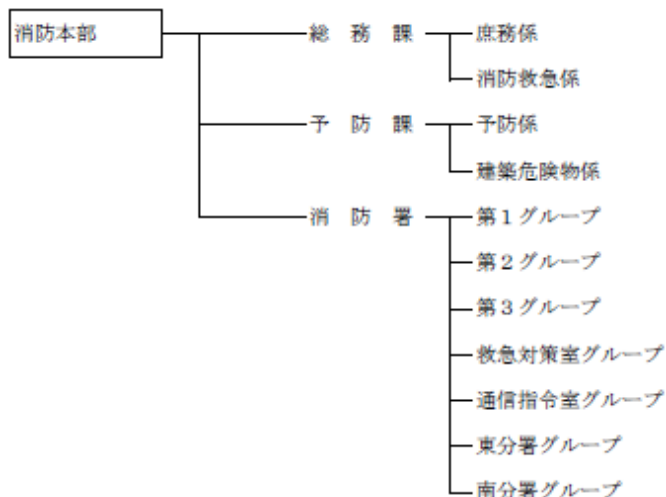 消防本部
総務課
庶務係
消防救急係
予防課
予防係
建築危険物係
消防署
第1グループ
第2グループ
第3グループ
救急対策室グループ
通信指令室グループ
東分署グループ
南分署グループ